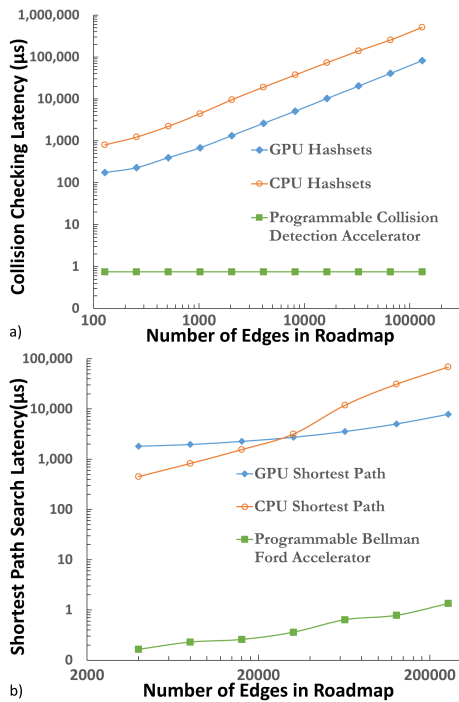 Collision Checking Latency (µs)
1,000,000
100,000
10,000
1,000
100
10
1
0
GPU Hashsets
CPU Hashsets
Programmable Collision
Detection Accelerator
100 1000 10000 100000
a) Number of Edges in Roadmap
Shortest Path Search Latency(µs)
100,000
10,000
1,000
100
10
1
0
GPU Shortest Path
CPU Shortest Path
Programmable Bellman
Ford Accelerator
2000 20000 200000
b) Number of Edges in Roadmap